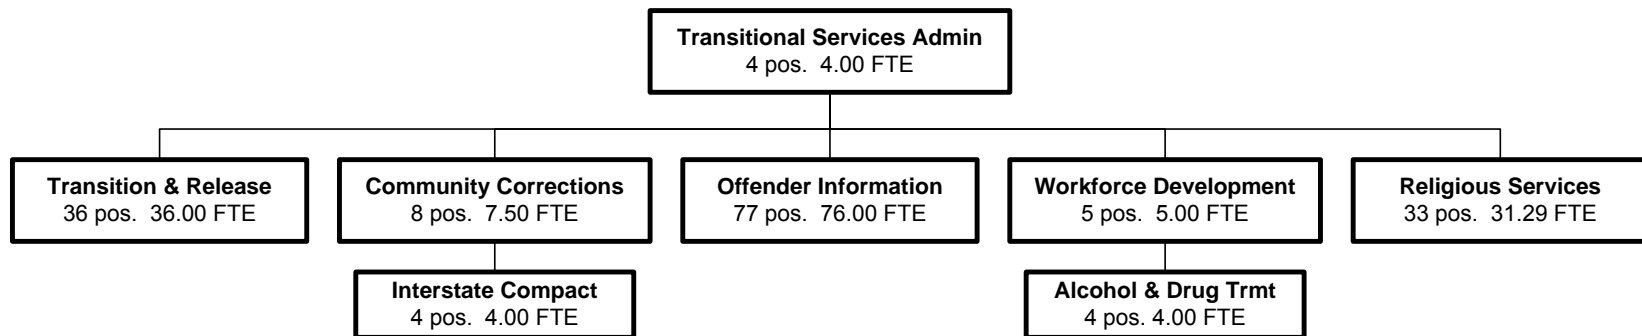 Transitional Services Admin
4 pos. 4.00 FTE
Transition & Release
36 pos. 36.00 FTE
Community Corrections
8 pos. 7.50 FTE
Offender Information
77 pos. 76.00 FTE
Workforce Development
5 pos. 5.00 FTE
Religious Services
33 pos. 31.29 FTE
Interstate Compact
4 pos. 4.00 FTE
Alcohol & Drug Trmt
4 pos. 4.00 FTE